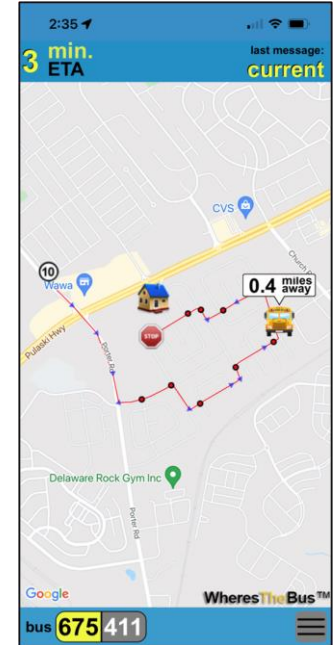 2:35
3 min.
ETA
last message:
current
CVS
Church
10
Wawa
0.4 miles
away
STOP
Pulaski Hwy
Porter Rd
Delaware Rock Gym Inc
Porter Rd
Google
WheresTheBus™
bus 675 411